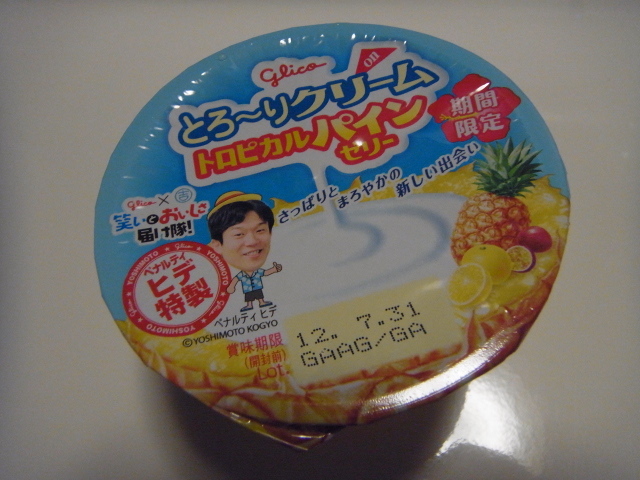 glico
とろ〜りクリーム on
トロピカルパインゼリー
期間
限定
さっぱりと
まろやかの
新しい出会い
glico × 吉
笑いとおいしさ
届け隊!
YOSHIMOTO glico YOSHIMOTO glico
ペナルティ
ヒデ
特製
ペナルティ ヒデ
©YOSHIMOTO KOGYO
賞味期限
(開封前)
LOT.
12. 7.31
GAAG/GA